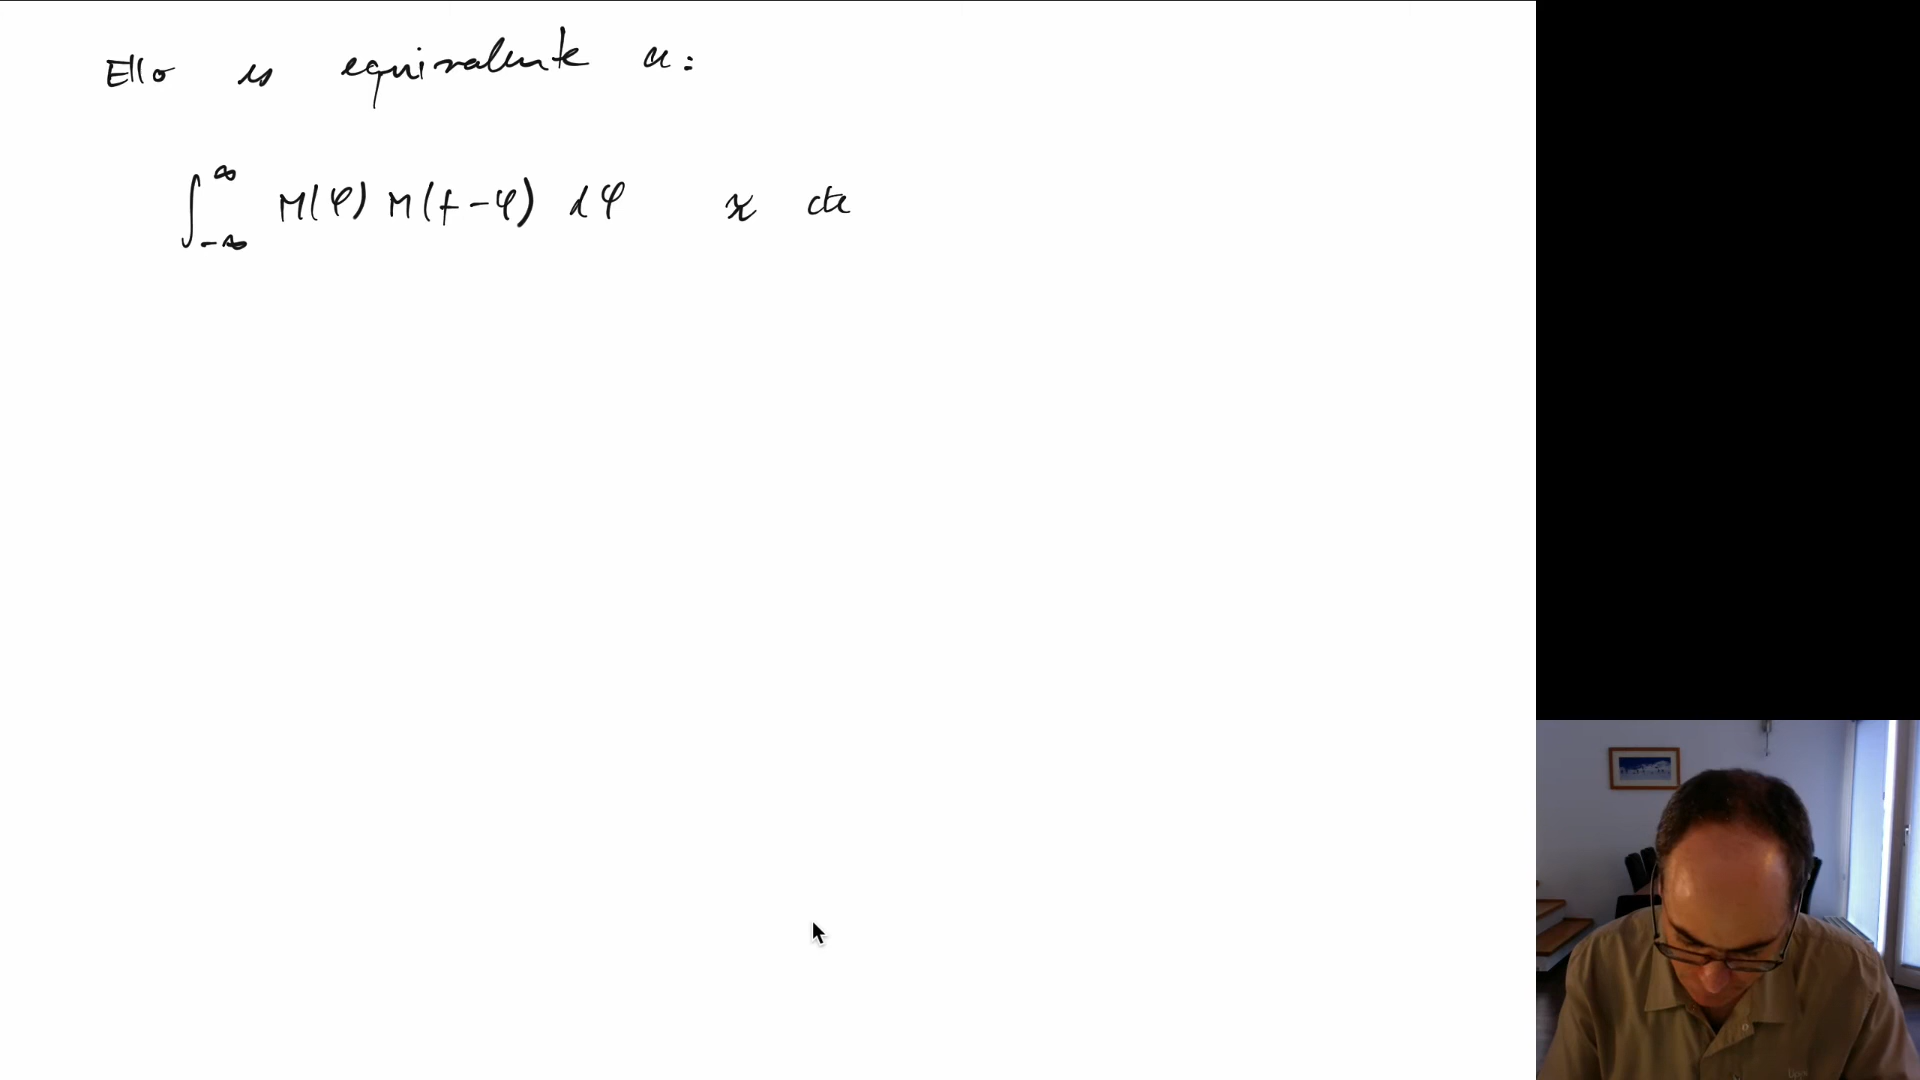 Ello es equivalente a:
∫_{-∞}^{∞} M(φ) M(f-φ) dφ ≈ cte